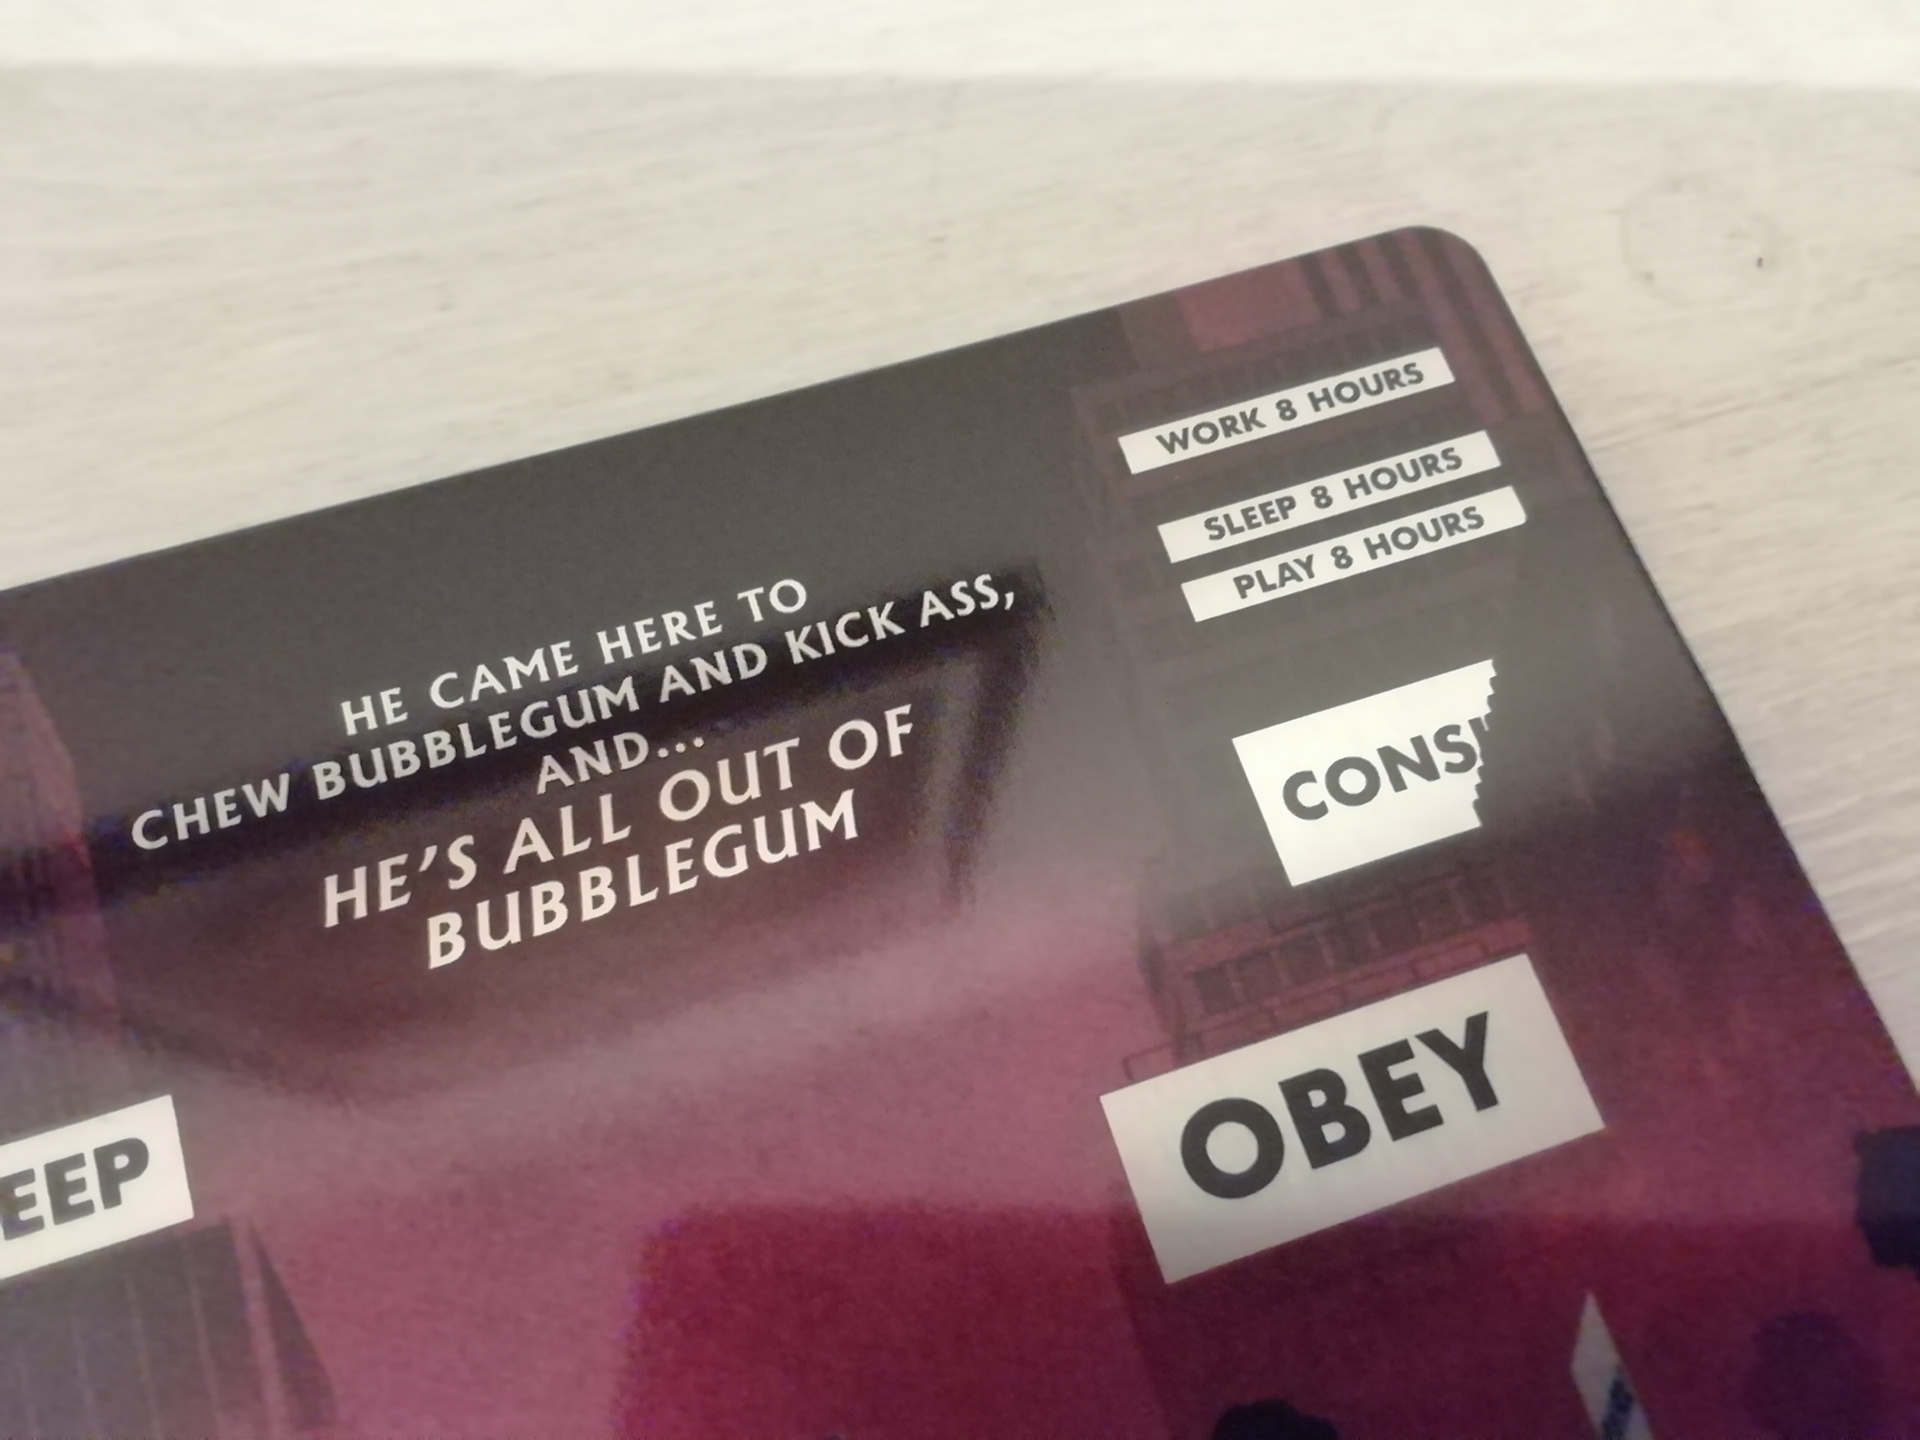 HE CAME HERE TO
CHEW BUBBLEGUM AND KICK ASS,
AND...
HE'S ALL OUT OF
BUBBLEGUM
WORK 8 HOURS
SLEEP 8 HOURS
PLAY 8 HOURS
CONS
OBEY
EEP